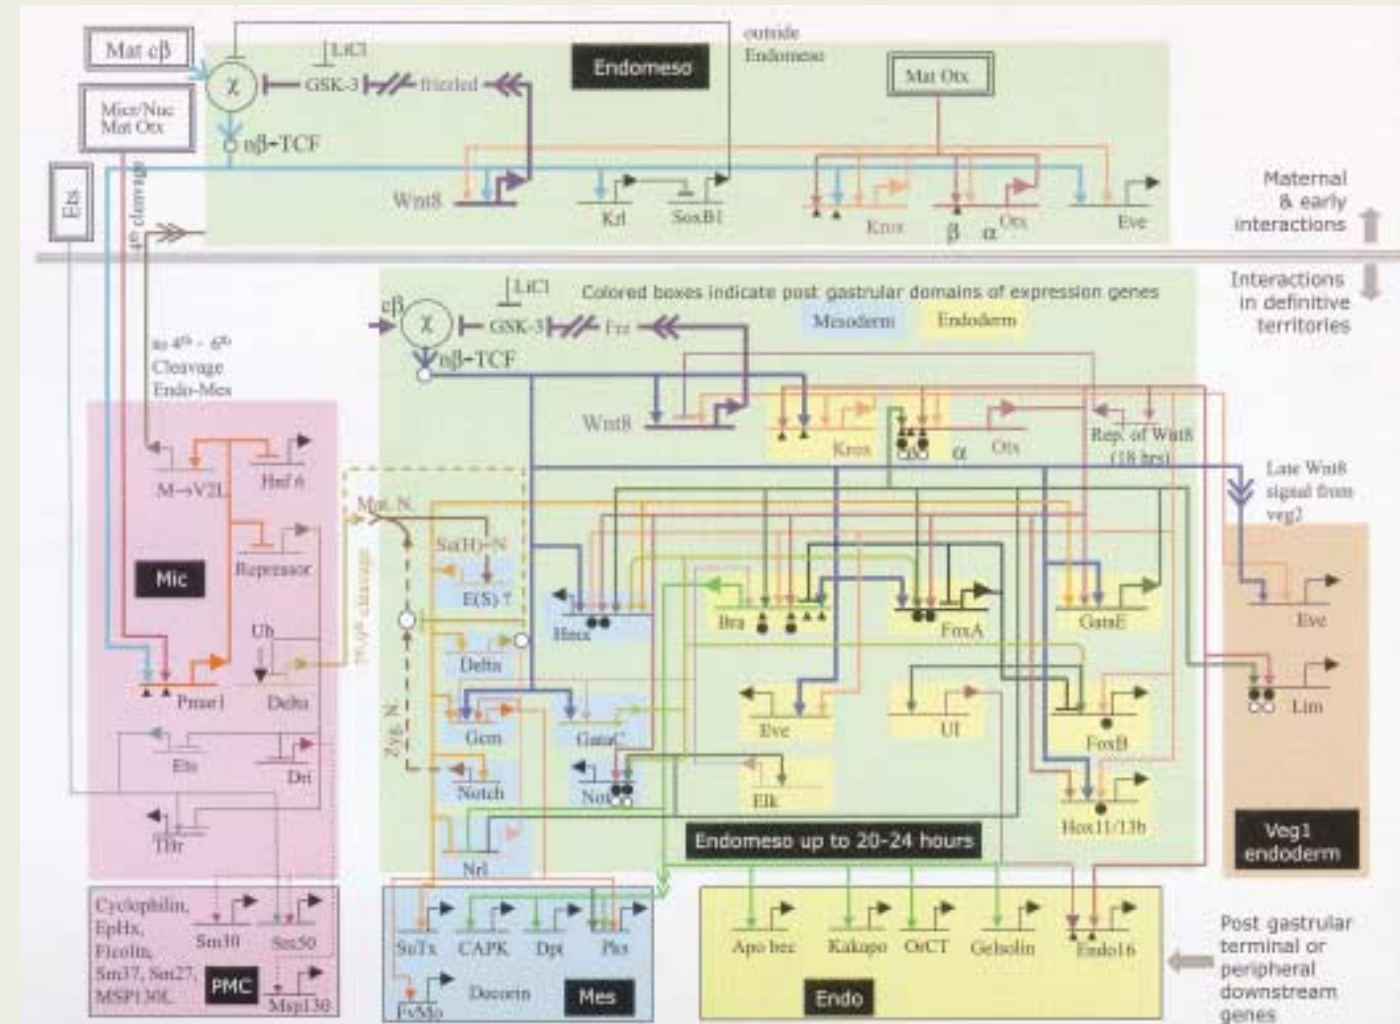 Mat cβ
Micr/Nuc
Mat Otx
Ets
χ
LiCl
GSK-3
frizzled
nβ-TCF
Endomeso
outside
Endomeso
Mat Otx
Wnt8
Krl
SoxB1
Krox
β
α
Otx
Eve
4th cleavage
Maternal
& early
interactions
Interactions
in definitive
territories
cβ
χ
LiCl
GSK-3
Frz
nβ-TCF
Colored boxes indicate post gastrular domains of expression genes
Mesoderm
Endoderm
to 4th - 6th
Cleavage
Endo-Mes
Wnt8
Krox
α
Otx
Rep. of Wnt8
(18 hrs)
Late Wnt8
signal from
veg2
M→V2L
Hnf 6
Repressor
Mic
Ub
Pmar1
Delta
Ets
Dri
TBr
Mat. N.
Su(H)-N
E(S)
Delta
Zyg. N.
Gcm
GataC
Notch
Not
Nrl
Hmx
Bra
FoxA
GataE
Eve
UI
FoxB
Elk
Hox11/13b
Eve
Lim
Veg1
endoderm
Endomeso up to 20-24 hours
Cyclophilin,
EpHx,
Ficolin,
Sm37, Sm27,
MSP130L
PMC
Sm30
Sm50
Msp130
SuTx
CAPK
Dpt
Pks
FvMo
Decorin
Mes
Apo bec
Kakapo
OrCT
Gelsolin
Endo16
Endo
Post gastrular
terminal or
peripheral
downstream
genes